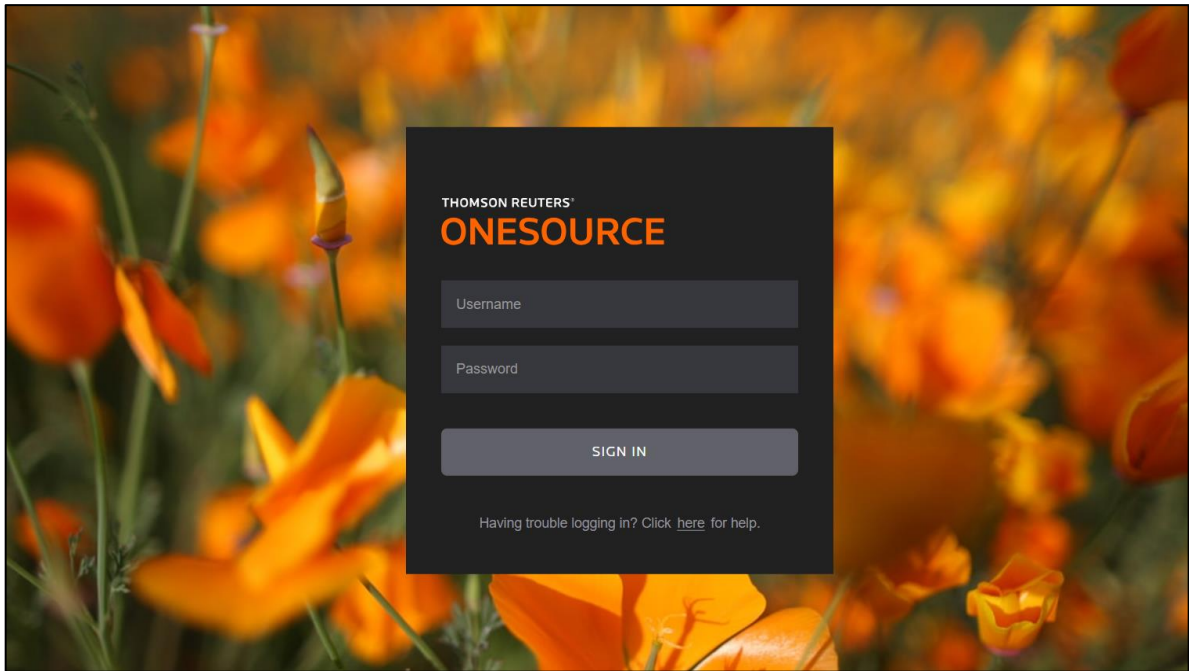 THOMSON REUTERS®
ONESOURCE
Username
Password
SIGN IN
Having trouble logging in? Click here for help.